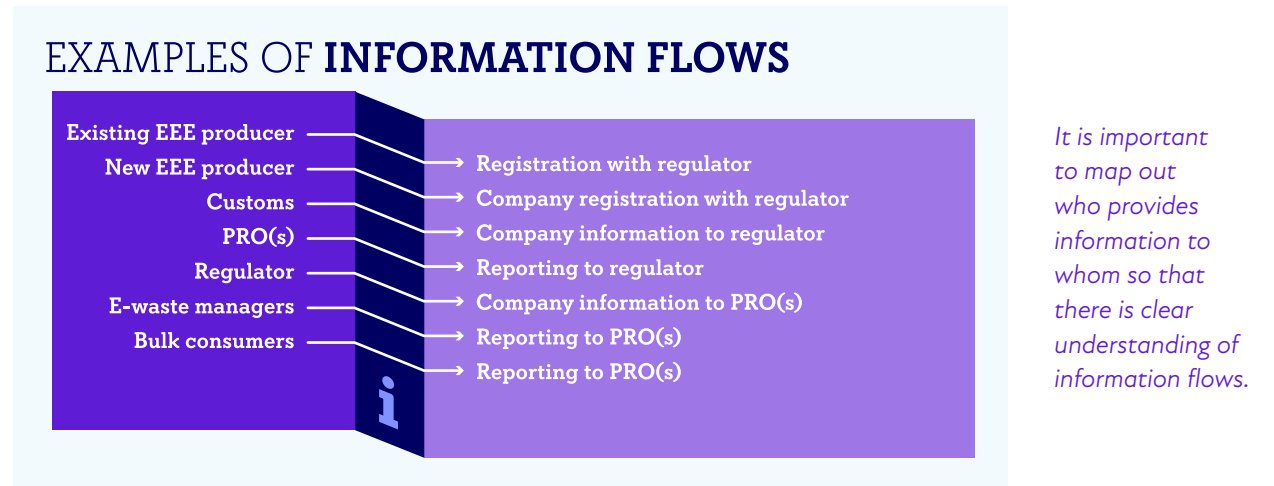 EXAMPLES OF INFORMATION FLOWS
Existing EEE producer
Registration with regulator
New EEE producer
Company registration with regulator
Customs
Company information to regulator
PRO(s)
Reporting to regulator
Regulator
Company information to PRO(s)
E-waste managers
Reporting to PRO(s)
Bulk consumers
Reporting to PRO(s)
i
It is important
to map out
who provides
information to
whom so that
there is clear
understanding of
information flows.